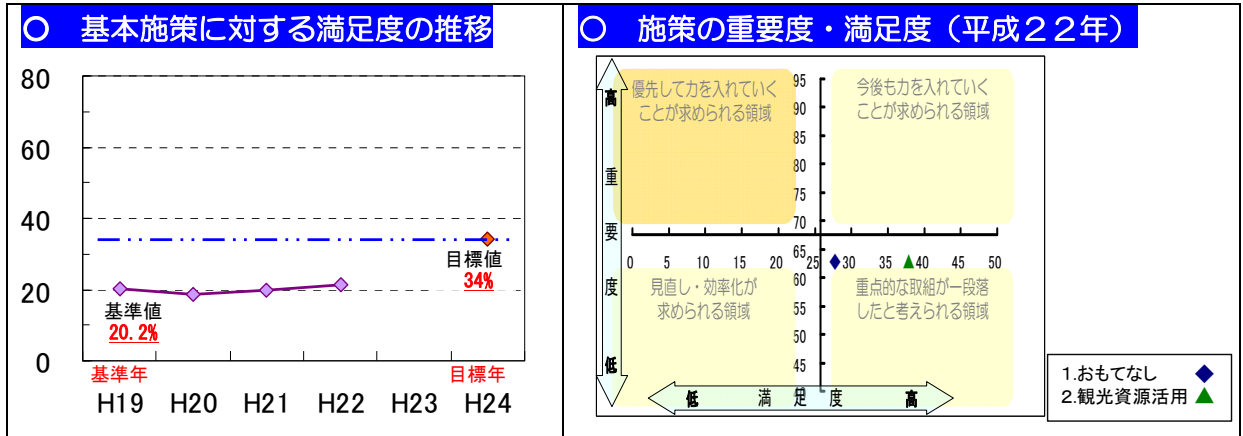 ○　基本施策に対する満足度の推移
80
60
40
20
0
基準値
20.2%
目標値
34%
基準年
目標年
H19
H20
H21
H22
H23
H24
○　施策の重要度・満足度（平成２２年）
優先して力を入れていく
ことが求められる領域
今後も力を入れていく
ことが求められる領域
高
重
要
度
低
95
90
85
80
75
70
65
60
55
50
45
40
0
5
10
15
20
25
30
35
40
45
50
見直し・効率化が
求められる領域
重点的な取組が一段落
したと考えられる領域
低　満　足　度　高
1.おもてなし
2.観光資源活用